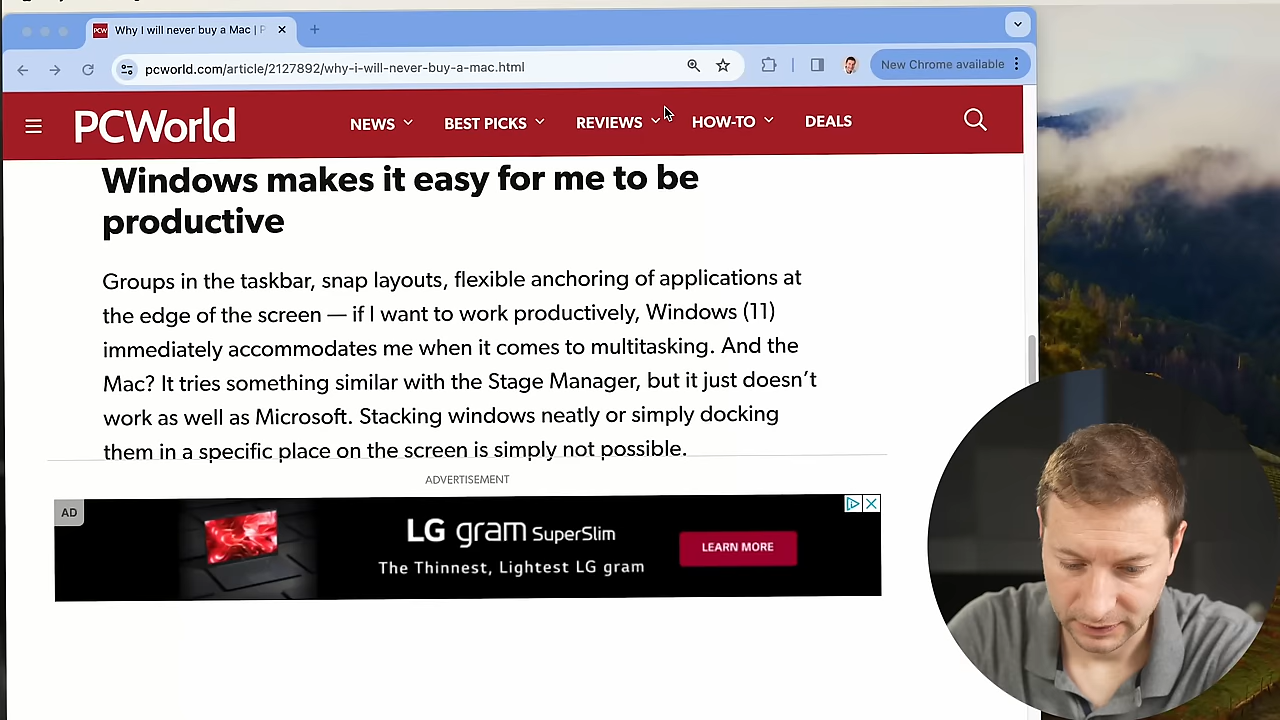 PCW Why I will never buy a Mac | P
pcworld.com/article/2127892/why-i-will-never-buy-a-mac.html
New Chrome available
PCWorld
NEWS
BEST PICKS
REVIEWS
HOW-TO
DEALS
Windows makes it easy for me to be
productive
Groups in the taskbar, snap layouts, flexible anchoring of applications at
the edge of the screen — if I want to work productively, Windows (11)
immediately accommodates me when it comes to multitasking. And the
Mac? It tries something similar with the Stage Manager, but it just doesn’t
work as well as Microsoft. Stacking windows neatly or simply docking
them in a specific place on the screen is simply not possible.
ADVERTISEMENT
AD
LG gram SuperSlim
The Thinnest, Lightest LG gram
LEARN MORE